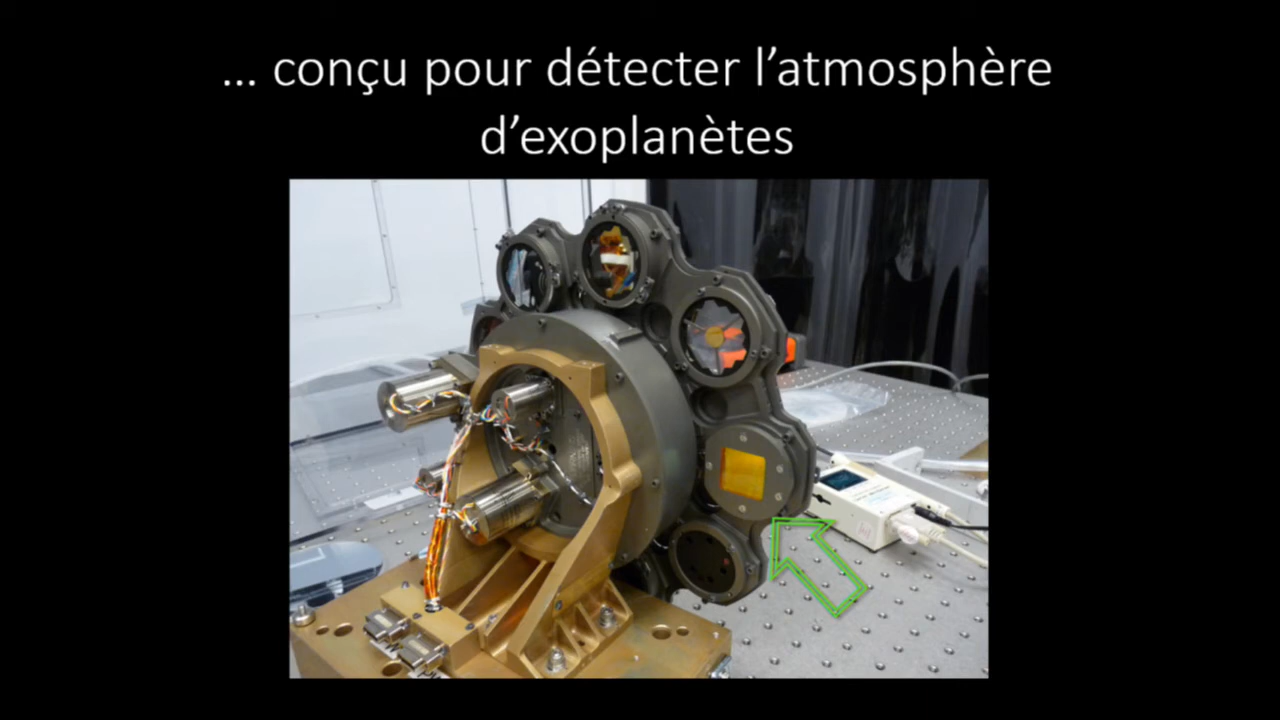 ... conçu pour détecter l’atmosphère
d’exoplanètes